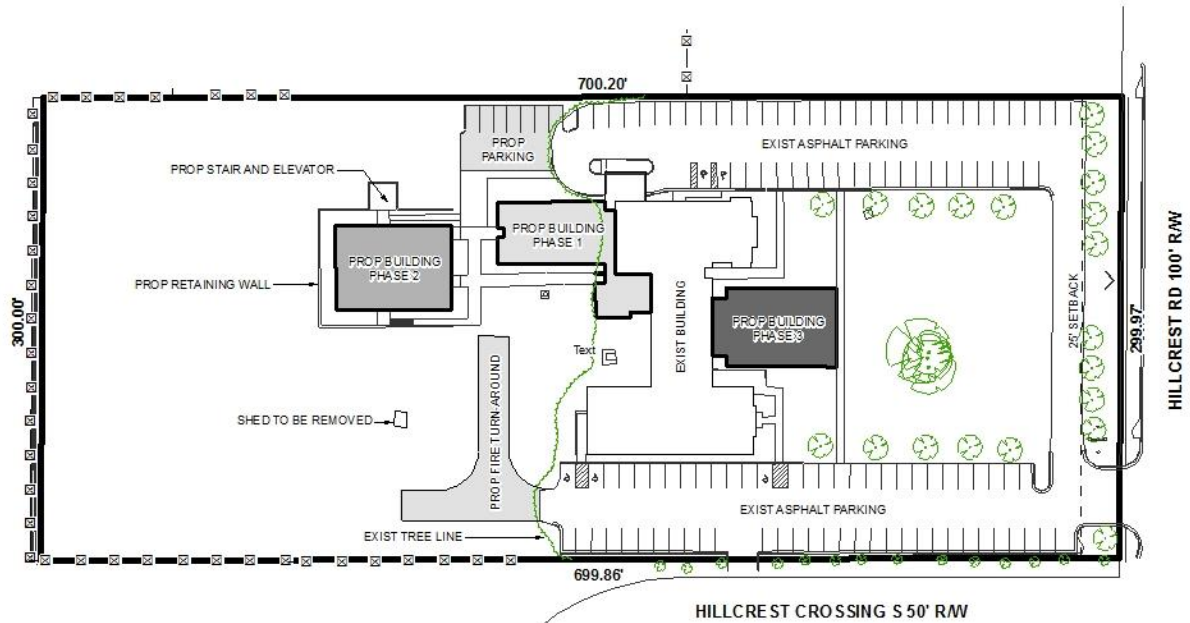 700.20'
PROP
PARKING
EXIST ASPHALT PARKING
PROP STAIR AND ELEVATOR
PROP BUILDING
PHASE 1
PROP BUILDING
PHASE 2
PROP RETAINING WALL
300.00'
EXIST BUILDING
PROP BUILDING
PHASE 3
25' SETBACK
299.97'
HILLCREST RD 100' R/W
Text
PROP FIRE TURN-AROUND
SHED TO BE REMOVED
EXIST ASPHALT PARKING
EXIST TREE LINE
699.86'
HILLCREST CROSSING S 50' R/W